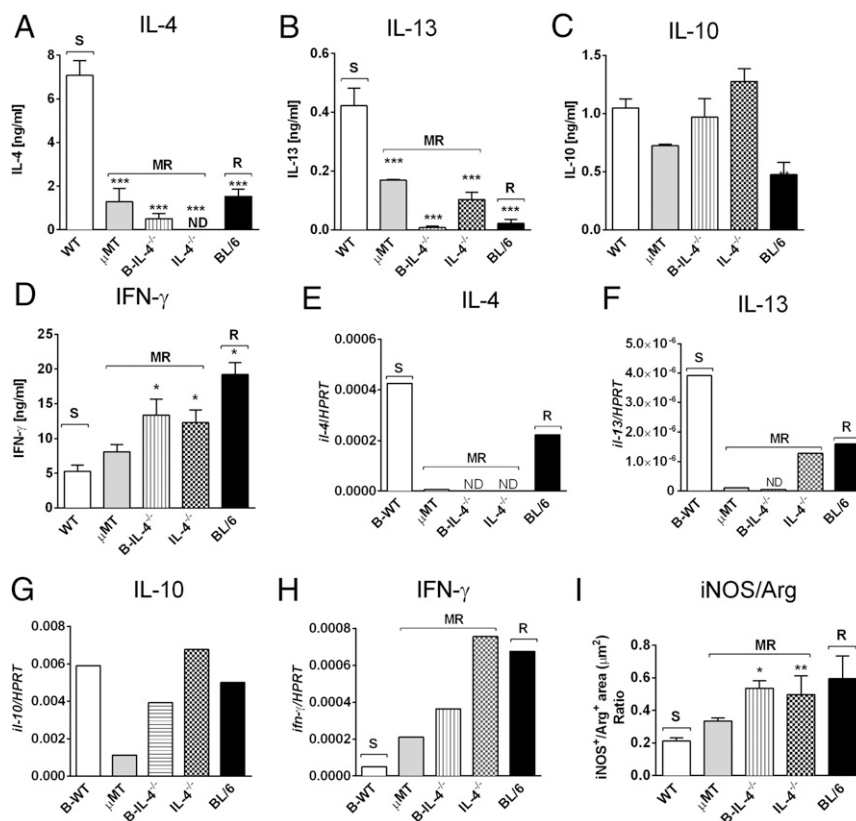 A IL-4
IL-4 [ng/ml]
8
6
4
2
0
S
MR
R
***
***
***
ND
***
WT
μMT
B-IL-4-/-
IL-4-/-
BL/6
B IL-13
IL-13 [ng/ml]
0.6
0.4
0.2
0.0
S
MR
R
***
***
***
***
WT
μMT
B-IL-4-/-
IL-4-/-
BL/6
C IL-10
IL-10 [ng/ml]
1.5
1.0
0.5
0.0
WT
μMT
B-IL-4-/-
IL-4-/-
BL/6
D IFN-γ
IFN-γ [ng/ml]
25
20
15
10
5
0
S
MR
R
*
*
*
WT
μMT
B-IL-4-/-
IL-4-/-
BL/6
E IL-4
il-4/HPRT
0.0006
0.0004
0.0002
0.0000
S
MR
R
ND
ND
B-WT
μMT
B-IL-4-/-
IL-4-/-
BL/6
F IL-13
il-13/HPRT
5.0×10-6
4.0×10-6
3.0×10-6
2.0×10-6
1.0×10-6
0
S
MR
R
ND
B-WT
μMT
B-IL-4-/-
IL-4-/-
BL/6
G IL-10
il-10/HPRT
0.008
0.006
0.004
0.002
0.000
B-WT
μMT
B-IL-4-/-
IL-4-/-
BL/6
H IFN-γ
ifn-γ/HPRT
0.0008
0.0006
0.0004
0.0002
0.0000
S
MR
R
B-WT
μMT
B-IL-4-/-
IL-4-/-
BL/6
I iNOS/Arg
iNOS+/Arg+ area (μm2)
Ratio
0.8
0.6
0.4
0.2
0.0
S
MR
R
*
**
WT
μMT
B-IL-4-/-
IL-4-/-
BL/6